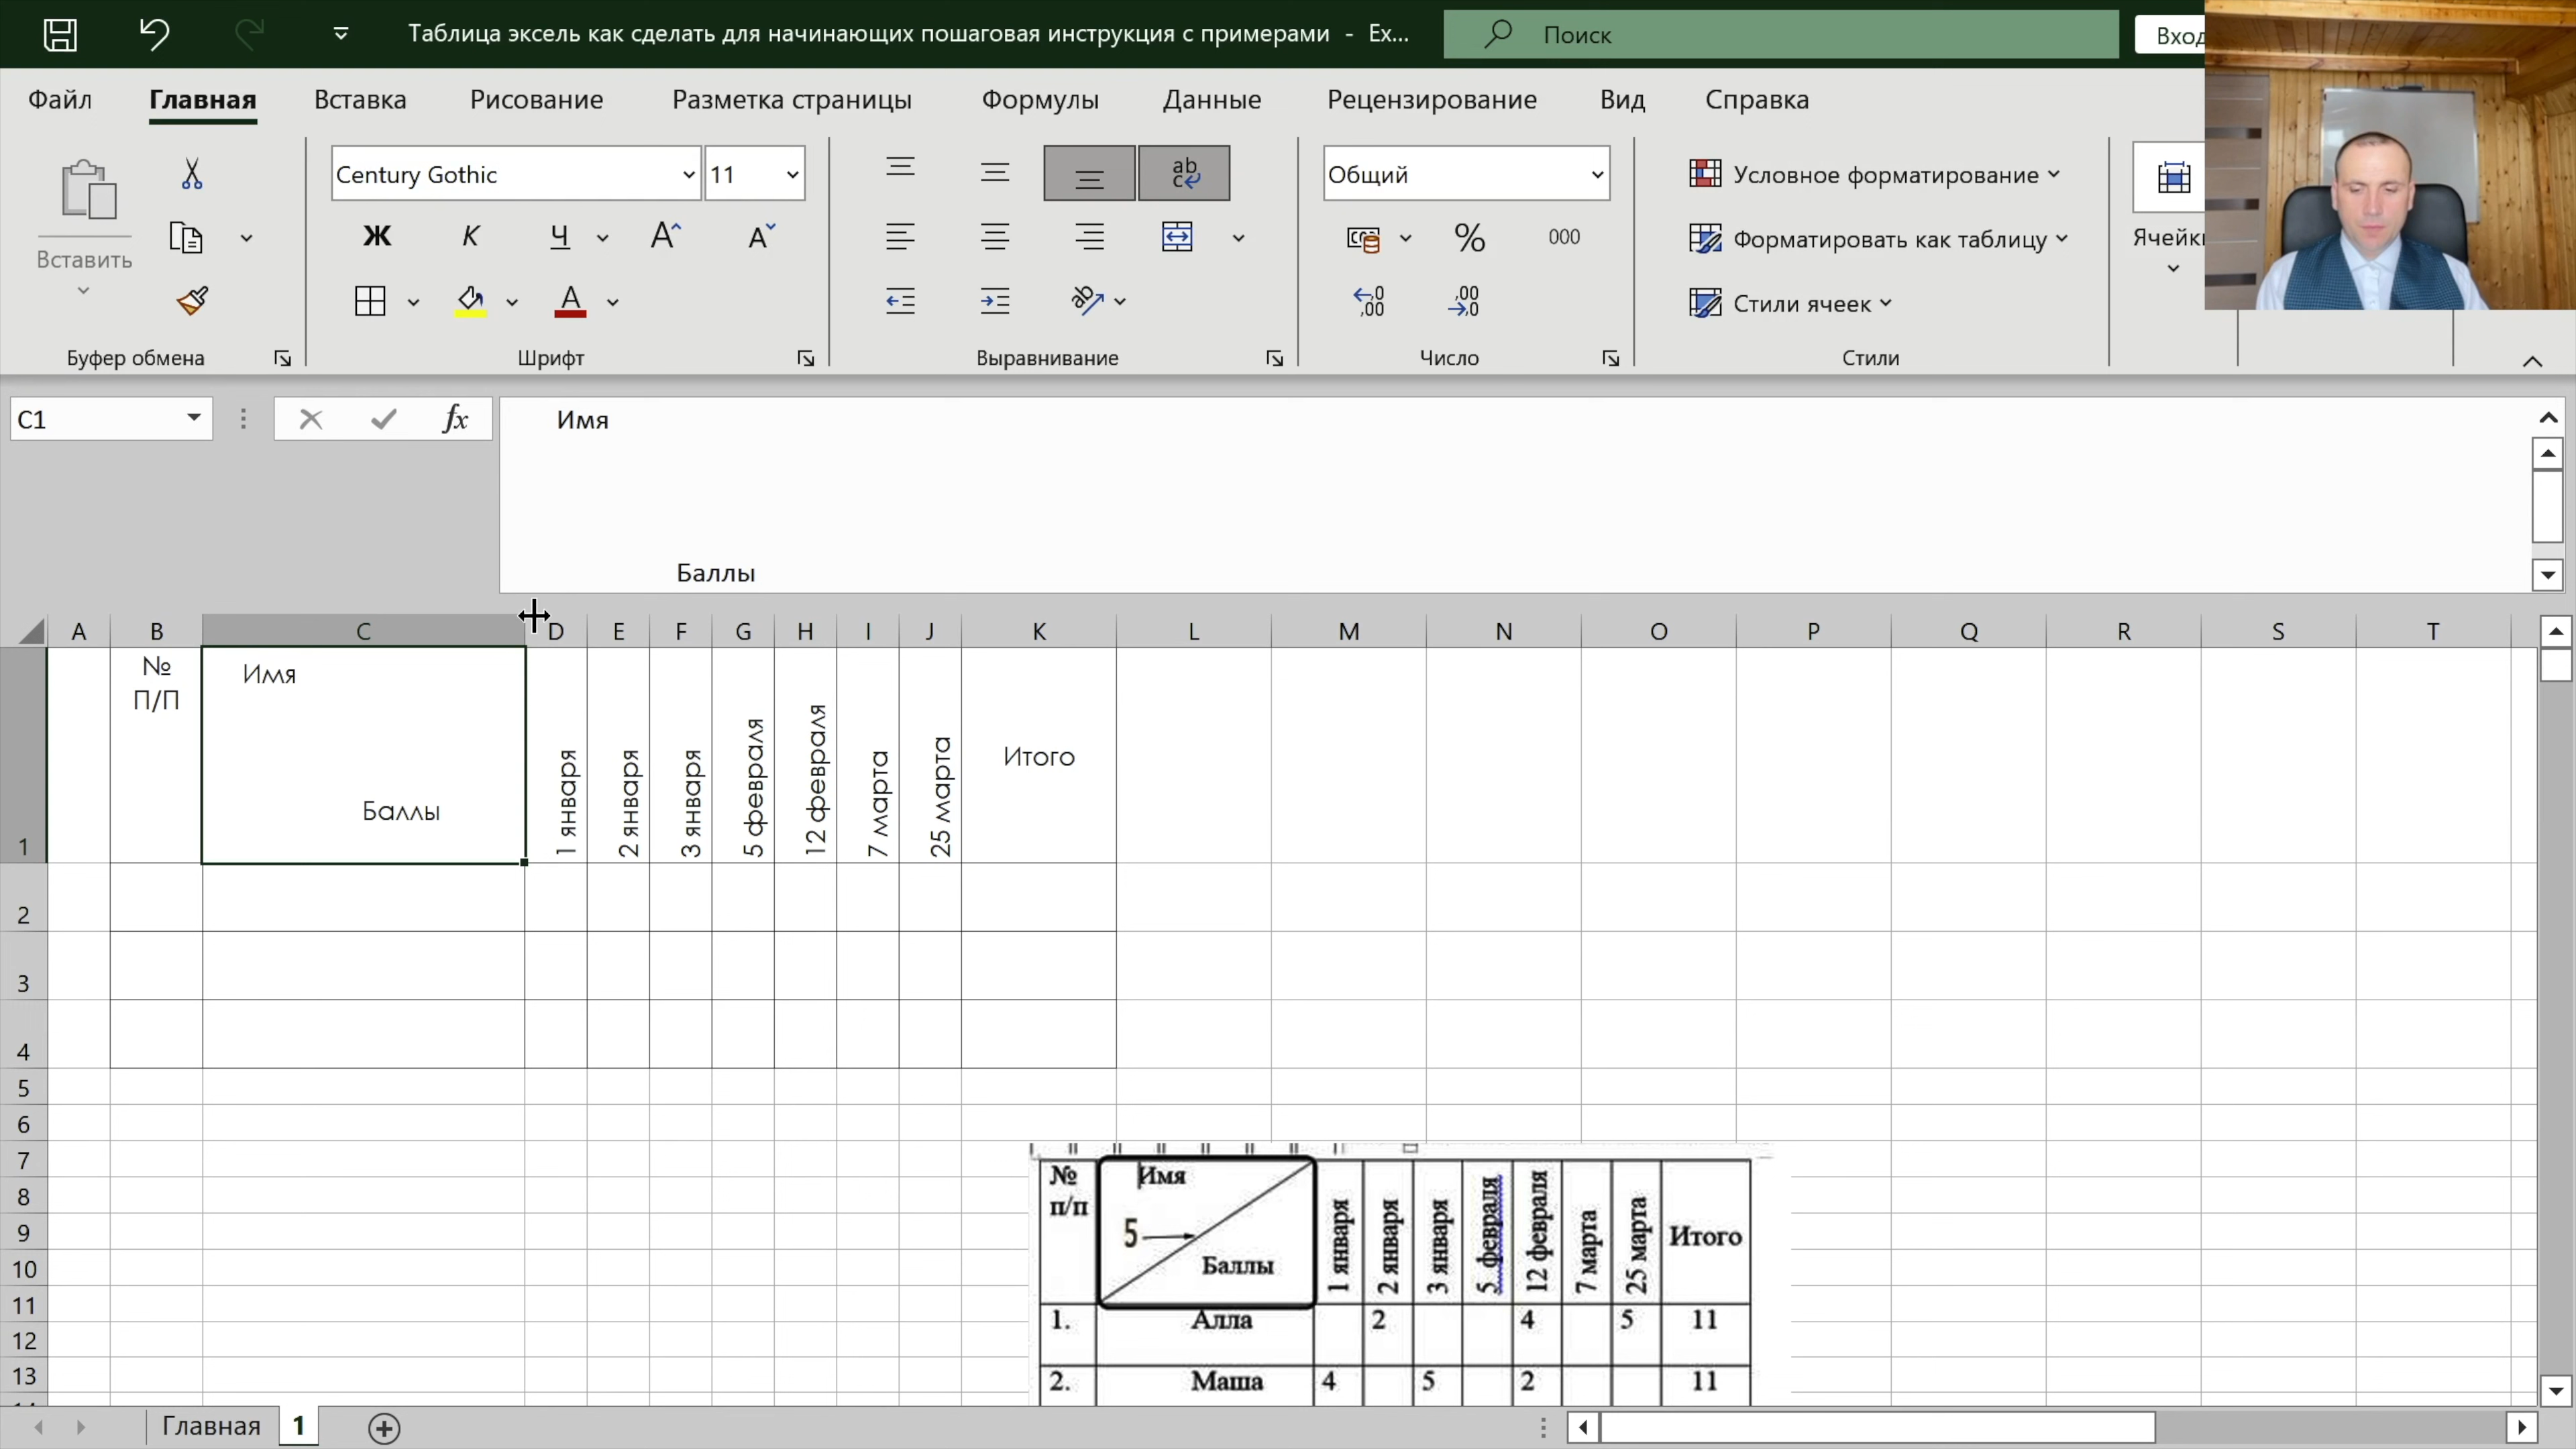 Таблица эксель как сделать для начинающих пошаговая инструкция с примерами - Ex...
Поиск
Вход
Файл
Главная
Вставка
Рисование
Разметка страницы
Формулы
Данные
Рецензирование
Вид
Справка
Вставить
Буфер обмена
Century Gothic
11
Ж
К
Ч
A
A
A
Шрифт
ab
c
ab
Выравнивание
Общий
%
000
,00
,00
Число
Условное форматирование
Форматировать как таблицу
Стили ячеек
Стили
Ячейки
C1
fx
Имя
Баллы
A B C D E F G H I J K L M N O P Q R S T
1
№
П/П
Имя
Баллы
1 января
2 января
3 января
5 февраля
12 февраля
7 марта
25 марта
Итого
2
3
4
5
6
7
8
9
10
11
12
13
№
п/п
Имя
5
Баллы
1 января
2 января
3 января
5 февраля
12 февраля
7 марта
25 марта
Итого
1. Алла 2 4 5 11
2. Маша 4 5 2 11
Главная
1